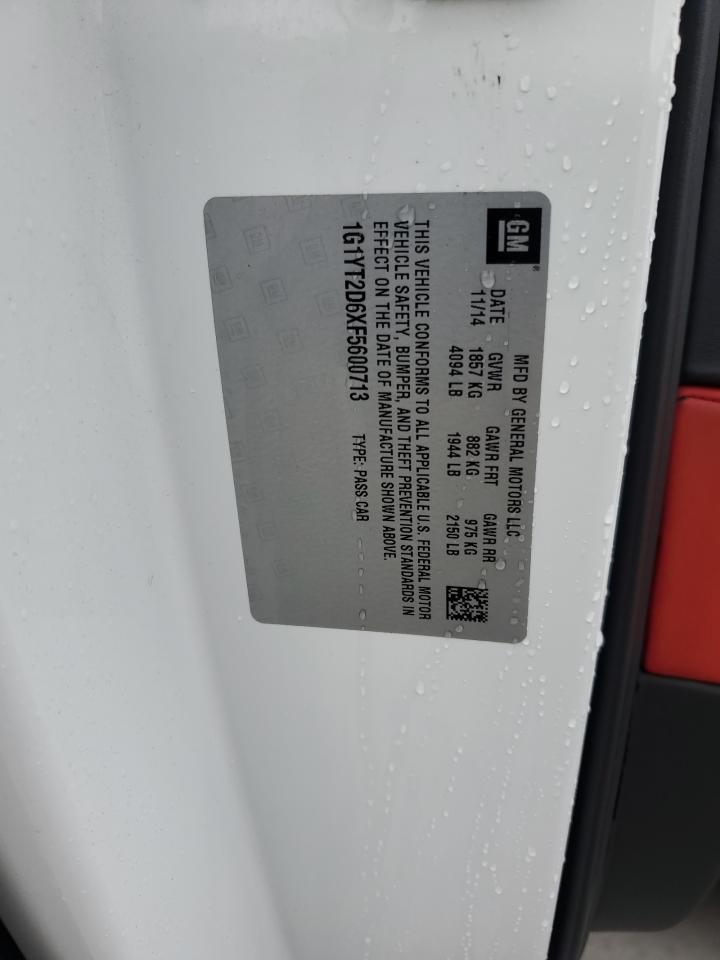 GM
®
MFD BY GENERAL MOTORS LLC
DATE GVWR GAWR FRT GAWR RR
11/14 1857 KG 882 KG 975 KG
4094 LB 1944 LB 2150 LB
THIS VEHICLE CONFORMS TO ALL APPLICABLE U.S. FEDERAL MOTOR
VEHICLE SAFETY, BUMPER, AND THEFT PREVENTION STANDARDS IN
EFFECT ON THE DATE OF MANUFACTURE SHOWN ABOVE.
1G1YT2D6XF5600713 TYPE: PASS CAR